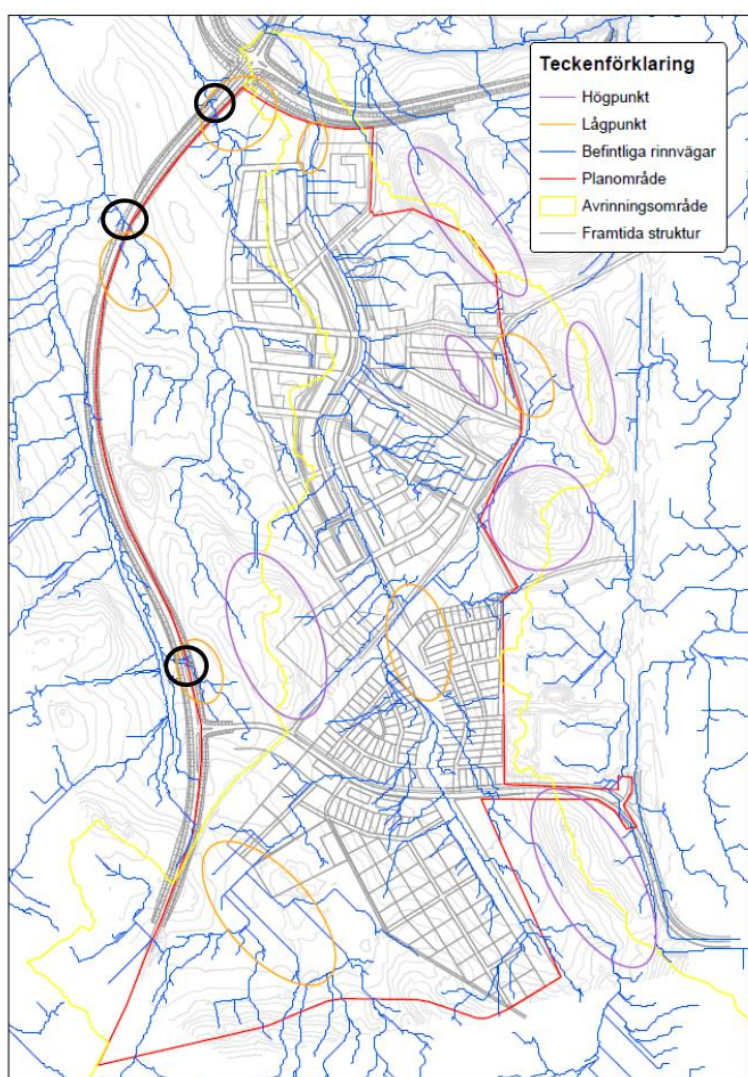 Teckenförklaring
Högpunkt
Lågpunkt
Befintliga rinnvägar
Planområde
Avrinningsområde
Framtida struktur